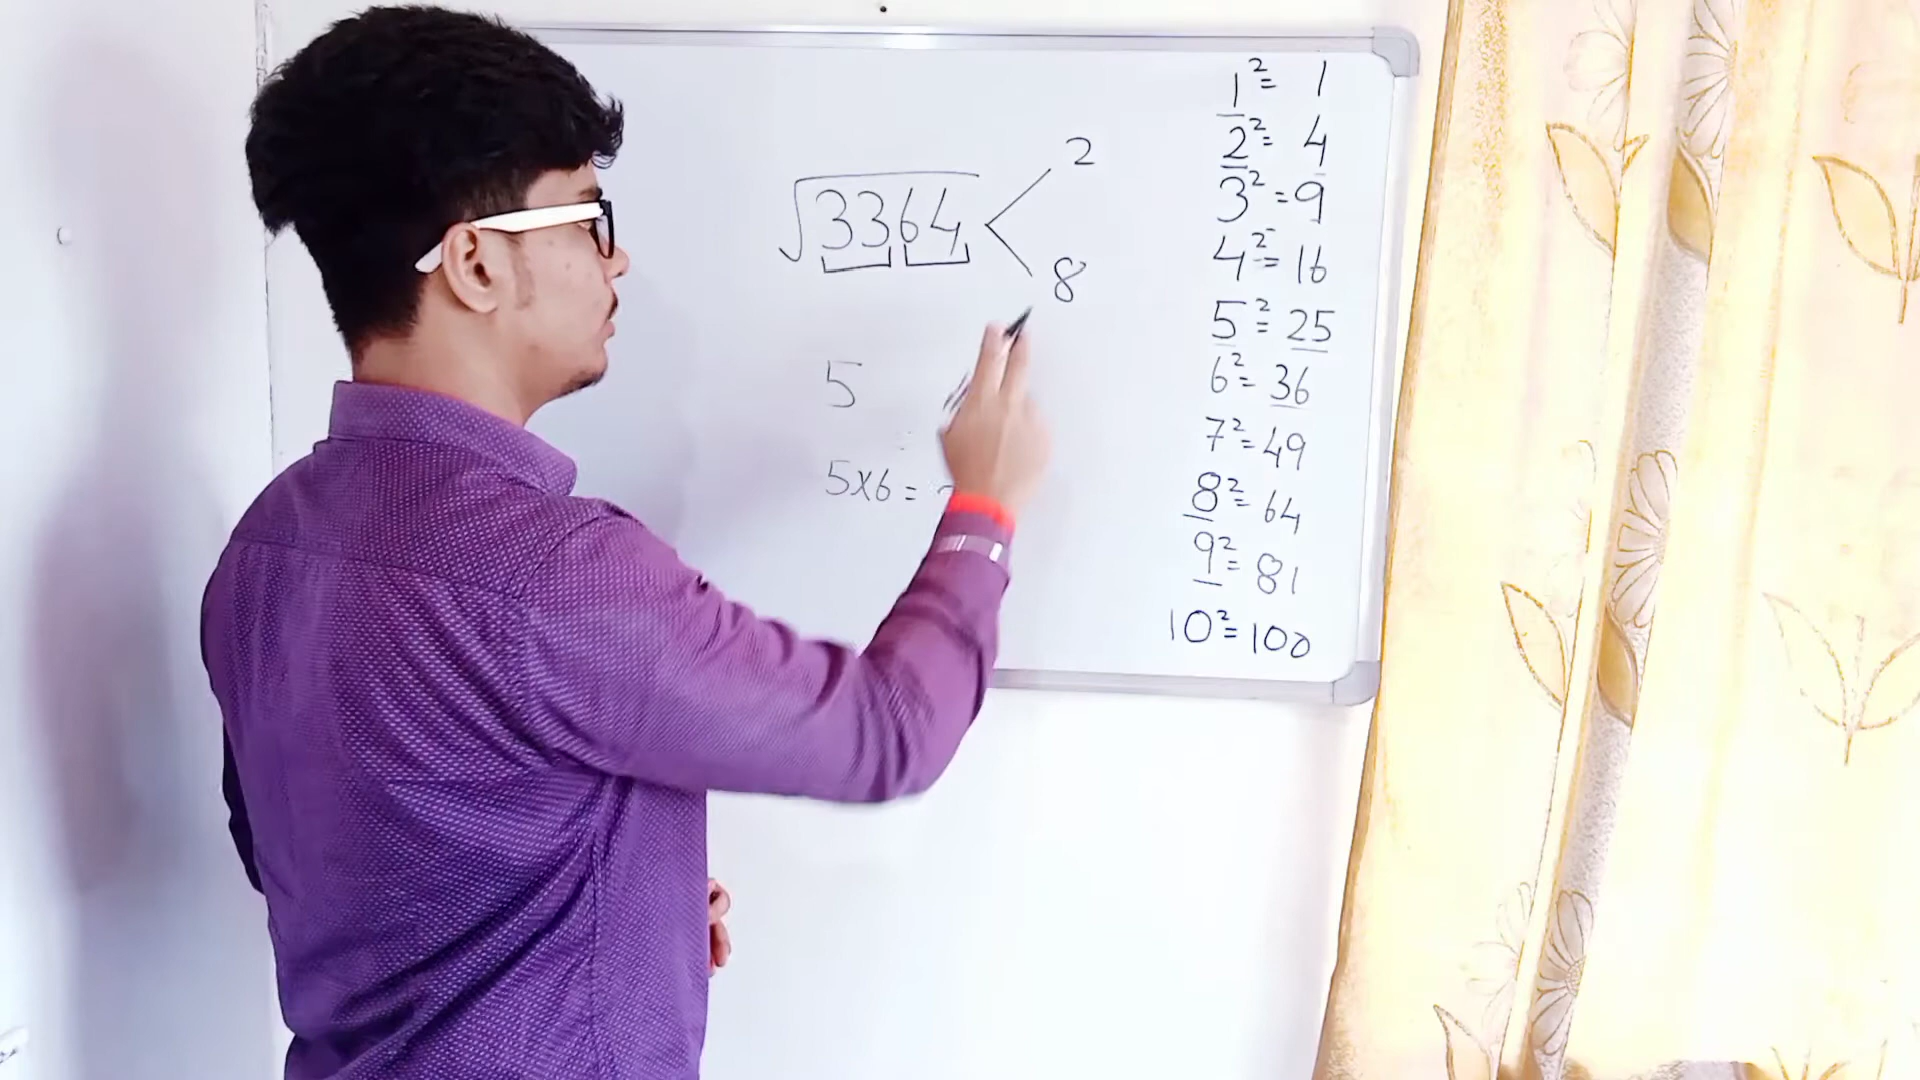 √3364 < 2
8
5
5x6 =
1² = 1
2² = 4
3² = 9
4² = 16
5² = 25
6² = 36
7² = 49
8² = 64
9² = 81
10² = 100